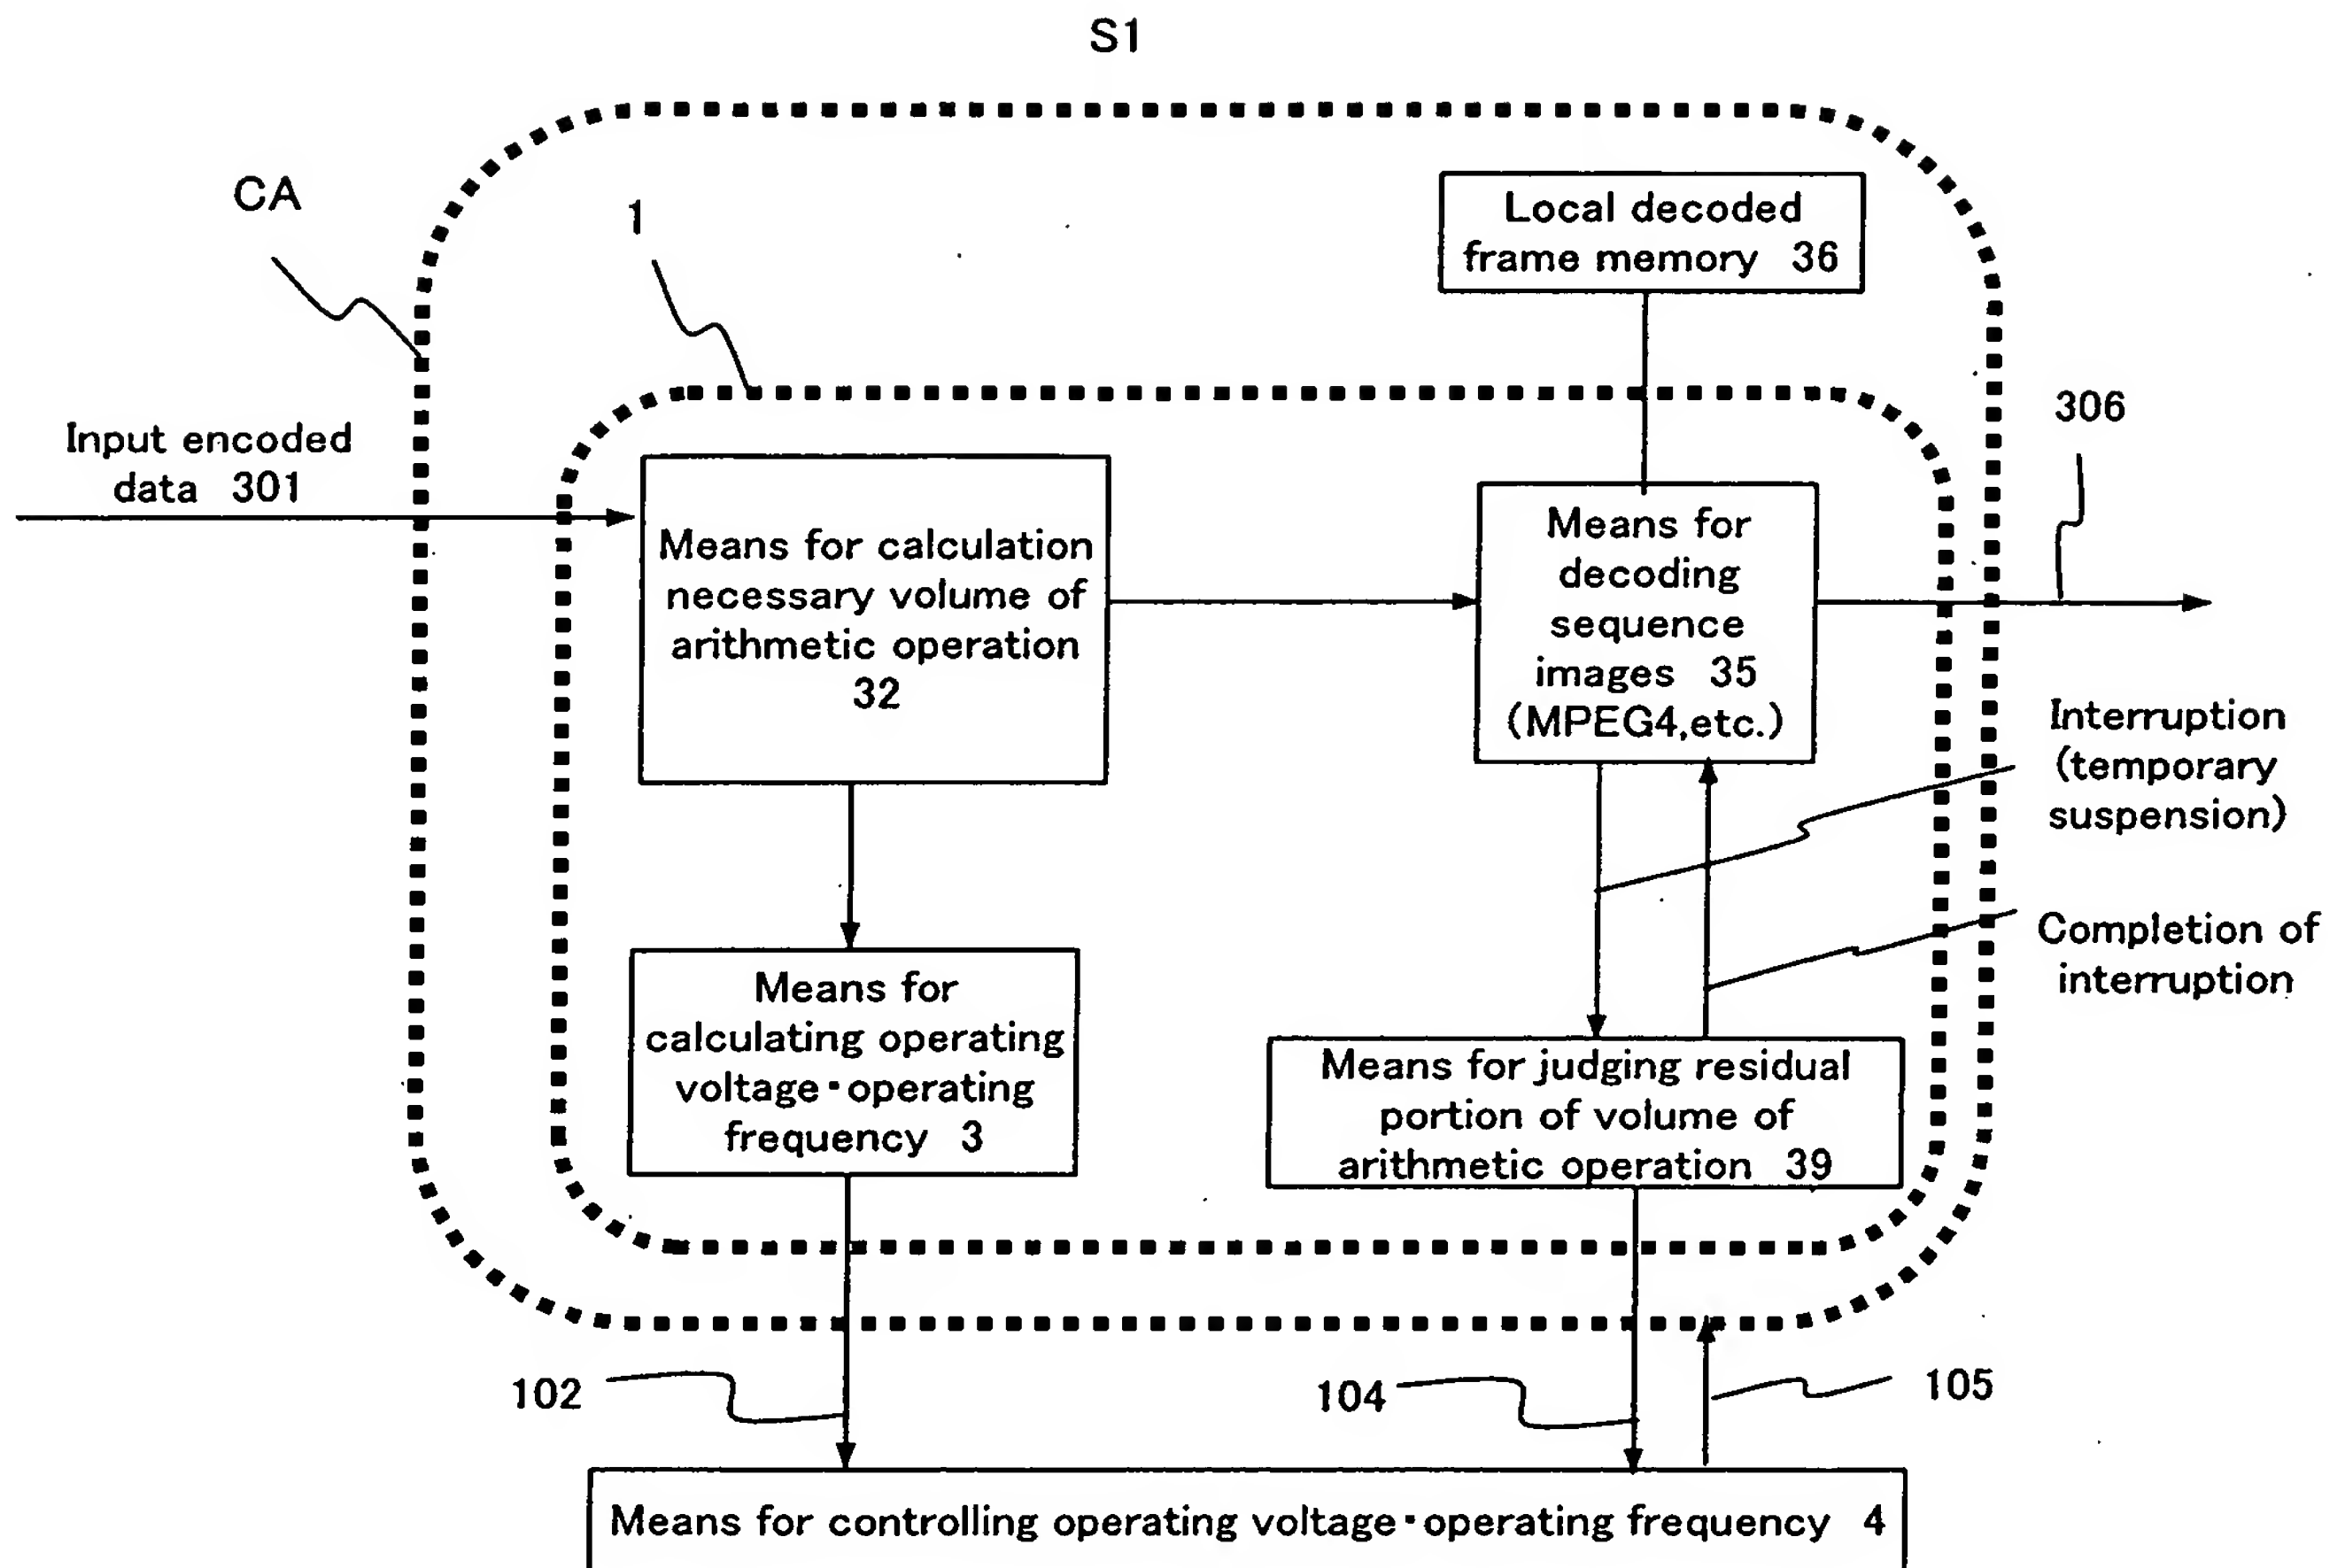 S1
CA
1
Local decoded
frame memory 36
306
Input encoded
data 301
Means for calculation
necessary volume of
arithmetic operation
32
Means for
decoding
sequence
images 35
(MPEG4,etc.)
Interruption
(temporary
suspension)
Completion of
interruption
Means for
calculating operating
voltage・operating
frequency 3
Means for judging residual
portion of volume of
arithmetic operation 39
102
104
105
Means for controlling operating voltage・operating frequency 4